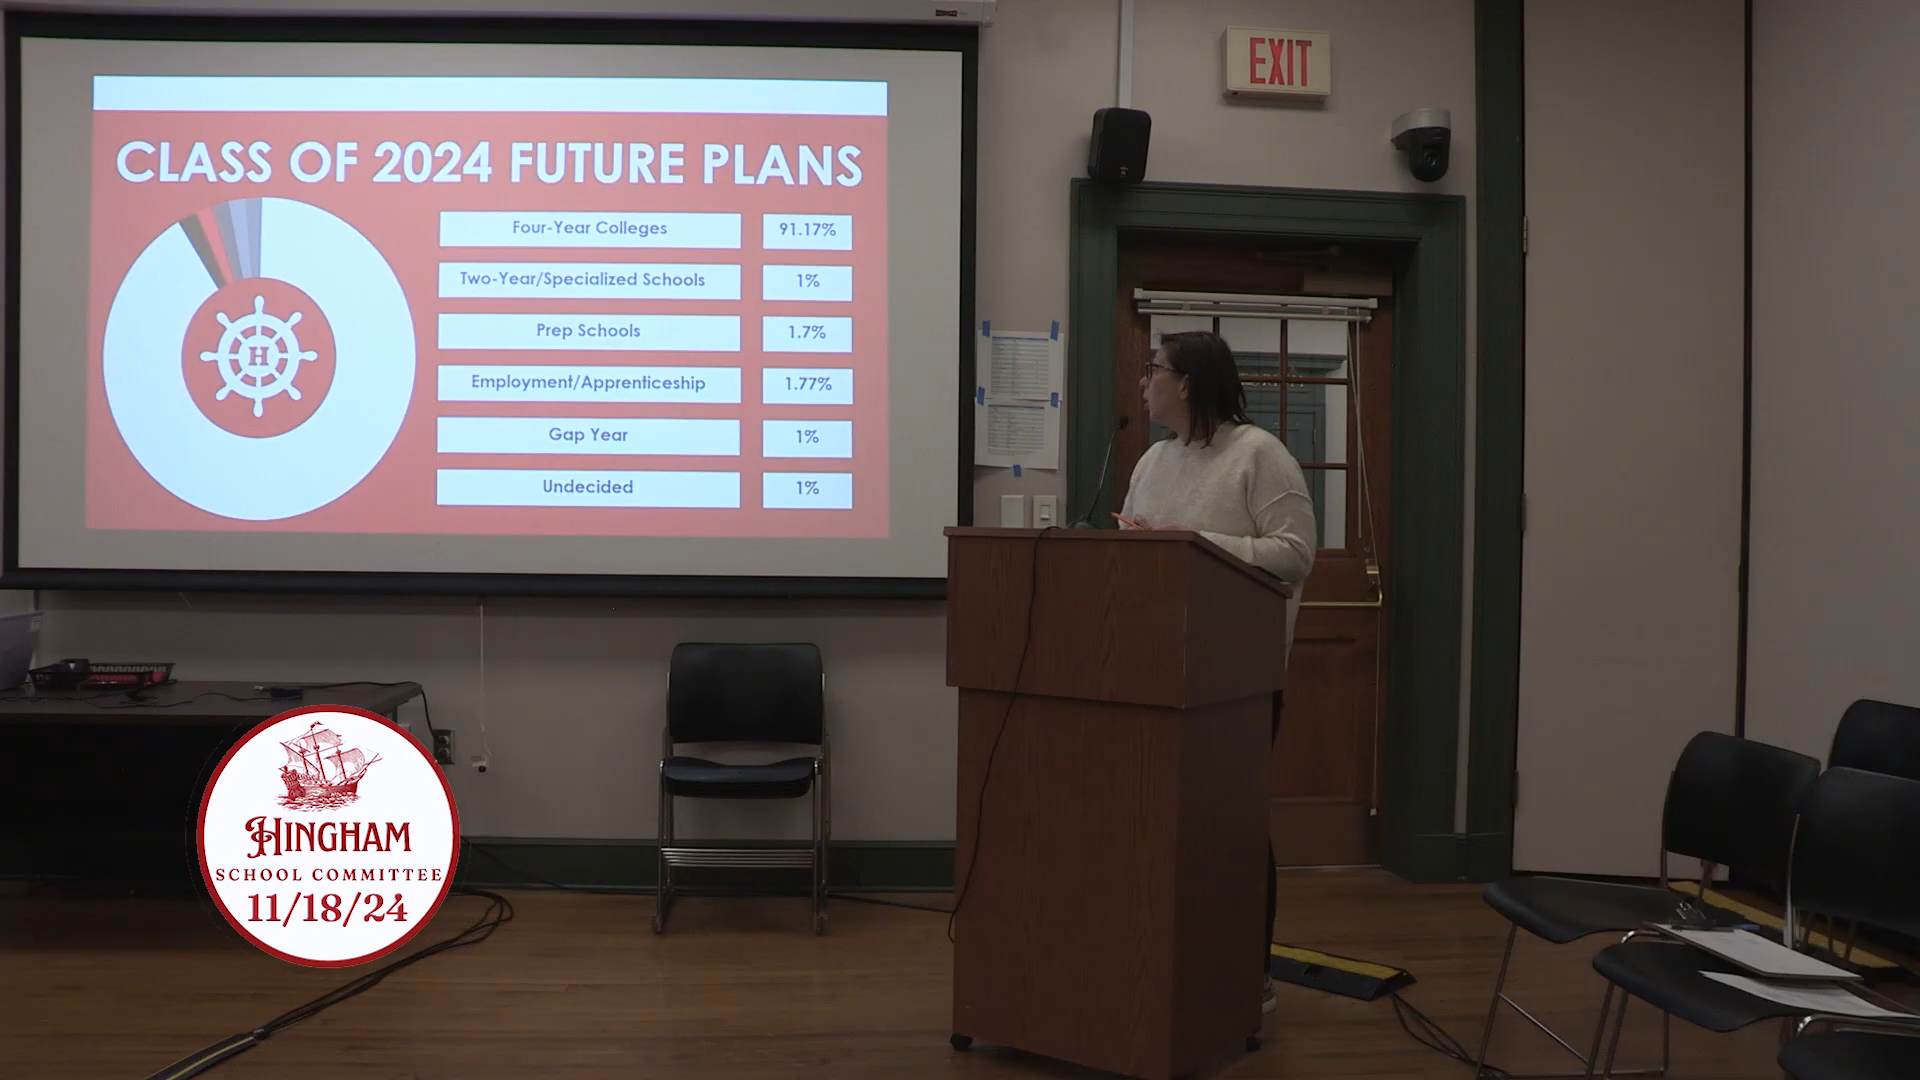 CLASS OF 2024 FUTURE PLANS
Four-Year Colleges 91.17%
Two-Year/Specialized Schools 1%
Prep Schools 1.7%
Employment/Apprenticeship 1.77%
Gap Year 1%
Undecided 1%
H
EXIT
HINGHAM
SCHOOL COMMITTEE
11/18/24